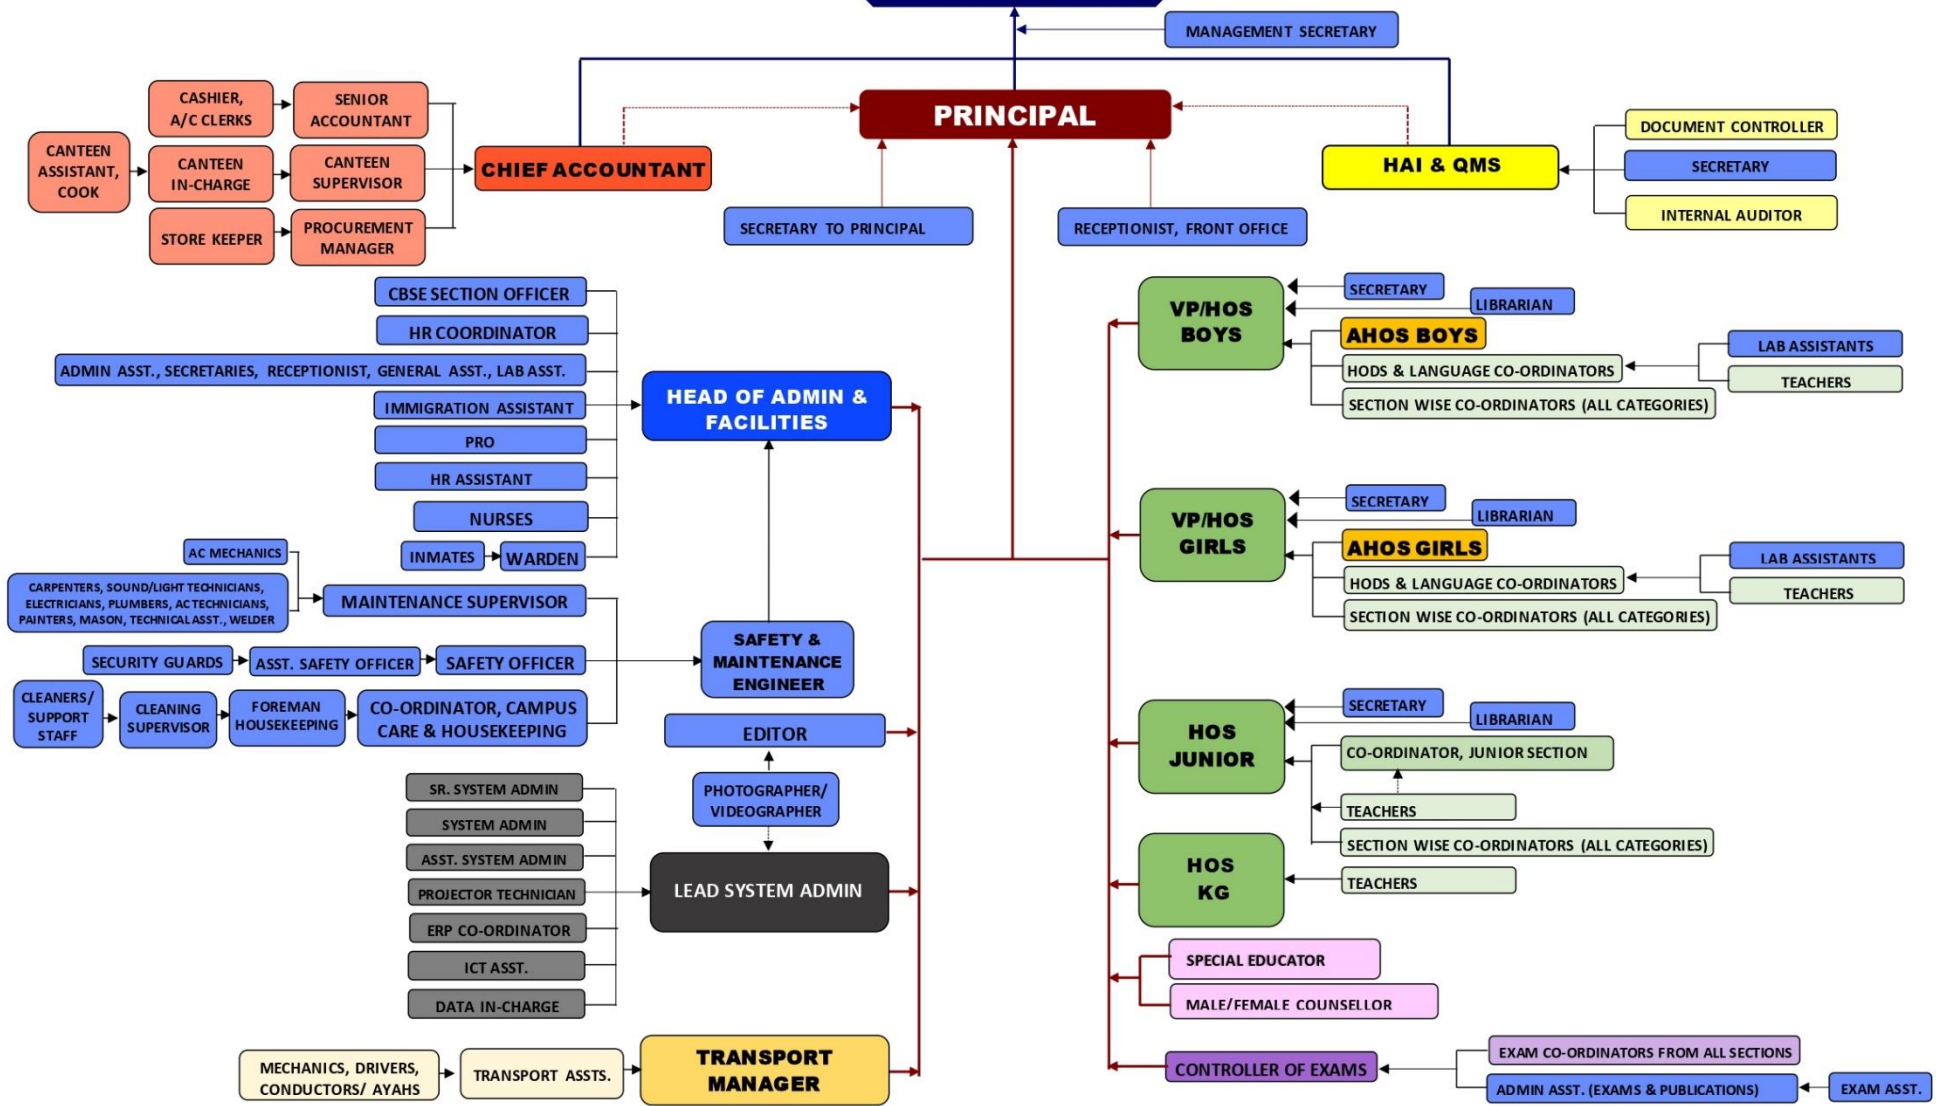 MANAGEMENT SECRETARY
CASHIER,
A/C CLERKS
SENIOR
ACCOUNTANT
PRINCIPAL
DOCUMENT CONTROLLER
CANTEEN
ASSISTANT,
COOK
CANTEEN
IN-CHARGE
CANTEEN
SUPERVISOR
CHIEF ACCOUNTANT
HAI & QMS
SECRETARY
INTERNAL AUDITOR
STORE KEEPER
PROCUREMENT
MANAGER
SECRETARY TO PRINCIPAL
RECEPTIONIST, FRONT OFFICE
CBSE SECTION OFFICER
HR COORDINATOR
ADMIN ASST., SECRETARIES, RECEPTIONIST, GENERAL ASST., LAB ASST.
IMMIGRATION ASSISTANT
PRO
HR ASSISTANT
NURSES
INMATES
WARDEN
HEAD OF ADMIN &
FACILITIES
AC MECHANICS
CARPENTERS, SOUND/LIGHT TECHNICIANS,
ELECTRICIANS, PLUMBERS, AC TECHNICIANS,
PAINTERS, MASON, TECHNICAL ASST., WELDER
MAINTENANCE SUPERVISOR
SECURITY GUARDS
ASST. SAFETY OFFICER
SAFETY OFFICER
SAFETY &
MAINTENANCE
ENGINEER
CLEANERS/
SUPPORT
STAFF
CLEANING
SUPERVISOR
FOREMAN
HOUSEKEEPING
CO-ORDINATOR, CAMPUS
CARE & HOUSEKEEPING
EDITOR
PHOTOGRAPHER/
VIDEOGRAPHER
SR. SYSTEM ADMIN
SYSTEM ADMIN
ASST. SYSTEM ADMIN
PROJECTOR TECHNICIAN
ERP CO-ORDINATOR
ICT ASST.
DATA IN-CHARGE
LEAD SYSTEM ADMIN
MECHANICS, DRIVERS,
CONDUCTORS/ AYAHS
TRANSPORT ASSTS.
TRANSPORT
MANAGER
VP/HOS
BOYS
SECRETARY
LIBRARIAN
AHOS BOYS
HODS & LANGUAGE CO-ORDINATORS
SECTION WISE CO-ORDINATORS (ALL CATEGORIES)
LAB ASSISTANTS
TEACHERS
VP/HOS
GIRLS
SECRETARY
LIBRARIAN
AHOS GIRLS
HODS & LANGUAGE CO-ORDINATORS
SECTION WISE CO-ORDINATORS (ALL CATEGORIES)
LAB ASSISTANTS
TEACHERS
HOS
JUNIOR
SECRETARY
LIBRARIAN
CO-ORDINATOR, JUNIOR SECTION
TEACHERS
SECTION WISE CO-ORDINATORS (ALL CATEGORIES)
HOS
KG
TEACHERS
SPECIAL EDUCATOR
MALE/FEMALE COUNSELLOR
CONTROLLER OF EXAMS
EXAM CO-ORDINATORS FROM ALL SECTIONS
ADMIN ASST. (EXAMS & PUBLICATIONS)
EXAM ASST.